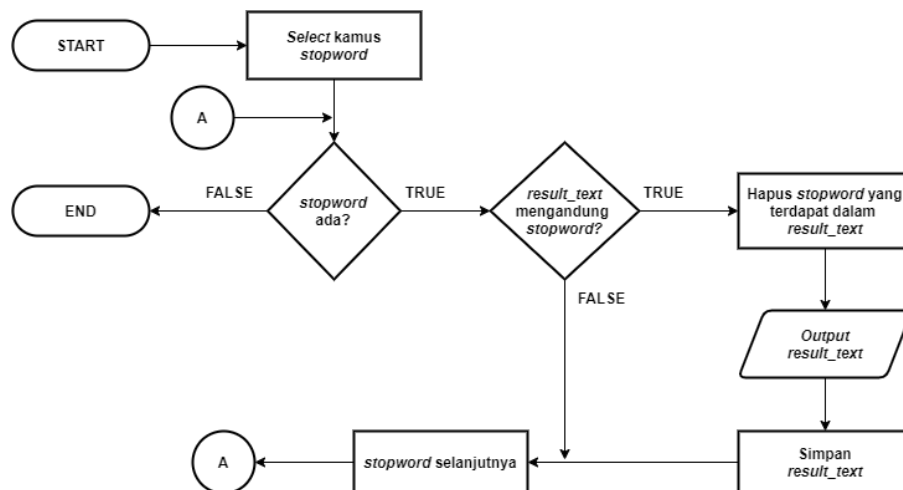 START
Select kamus
stopword
A
FALSE
TRUE
TRUE
END
stopword
ada?
result_text
mengandung
stopword?
Hapus stopword yang
terdapat dalam
result_text
FALSE
Output
result_text
A
stopword selanjutnya
Simpan
result_text